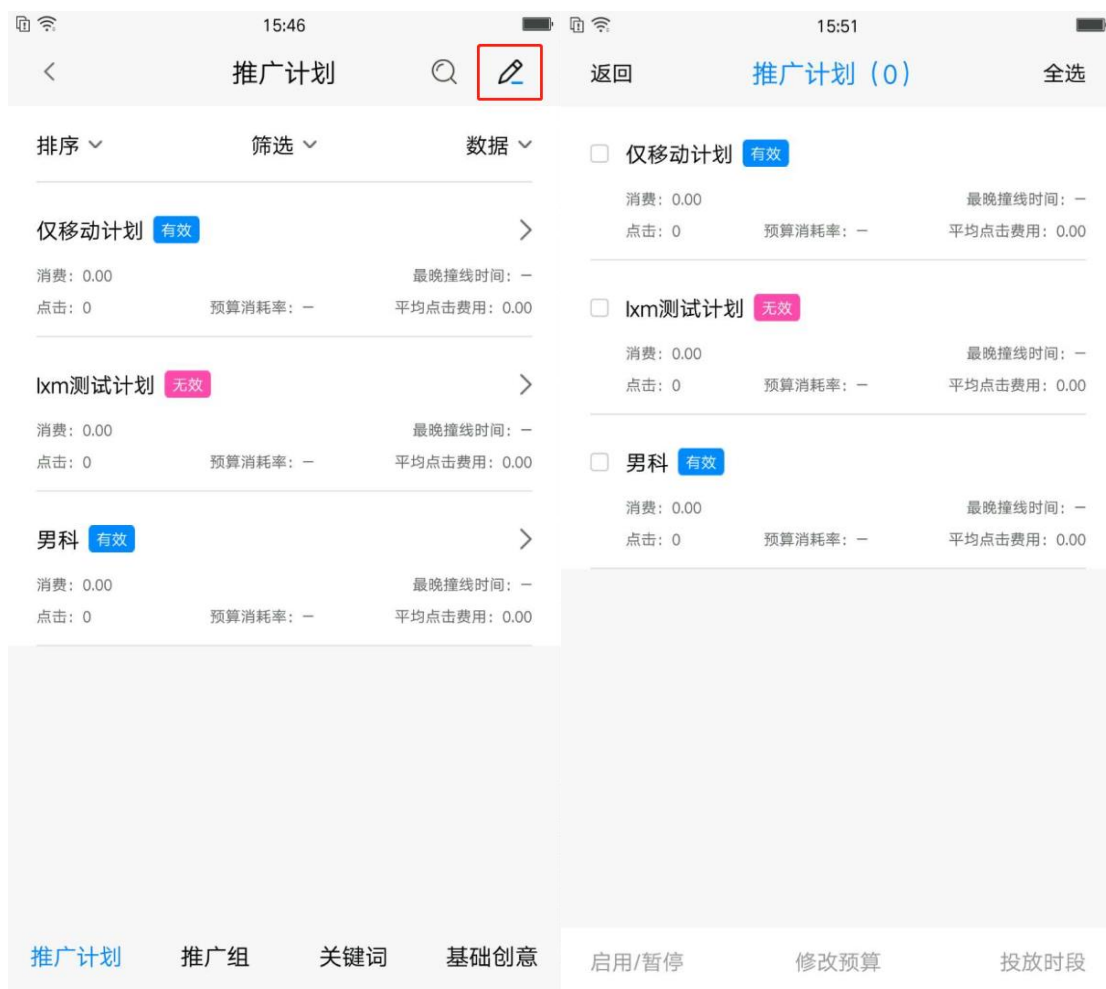 15:46
推广计划
排序 筛选 数据
仅移动计划 有效
消费：0.00 最晚撞线时间：—
点击：0 预算消耗率：— 平均点击费用：0.00
lxm测试计划 无效
消费：0.00 最晚撞线时间：—
点击：0 预算消耗率：— 平均点击费用：0.00
男科 有效
消费：0.00 最晚撞线时间：—
点击：0 预算消耗率：— 平均点击费用：0.00
推广计划 推广组 关键词 基础创意
15:51
返回 推广计划（0） 全选
仅移动计划 有效
消费：0.00 最晚撞线时间：—
点击：0 预算消耗率：— 平均点击费用：0.00
lxm测试计划 无效
消费：0.00 最晚撞线时间：—
点击：0 预算消耗率：— 平均点击费用：0.00
男科 有效
消费：0.00 最晚撞线时间：—
点击：0 预算消耗率：— 平均点击费用：0.00
启用/暂停 修改预算 投放时段